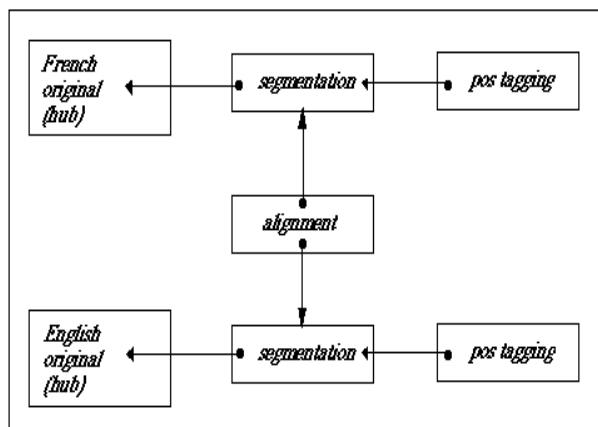 French
original
(hub)
segmentation
pos tagging
alignment
English
original
(hub)
segmentation
pos tagging